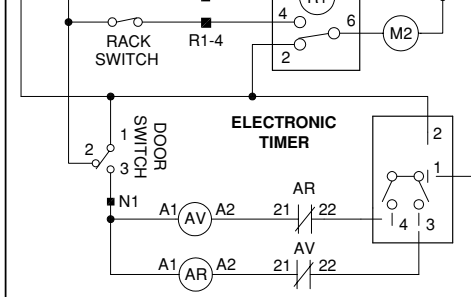 R1
4
6
M2
RACK
SWITCH
R1-4
2
ELECTRONIC
TIMER
1
2
3
DOOR
SWITCH
2
1
N1
AR
A1
AV
A2
21
22
4
3
AV
A1
AR
A2
21
22